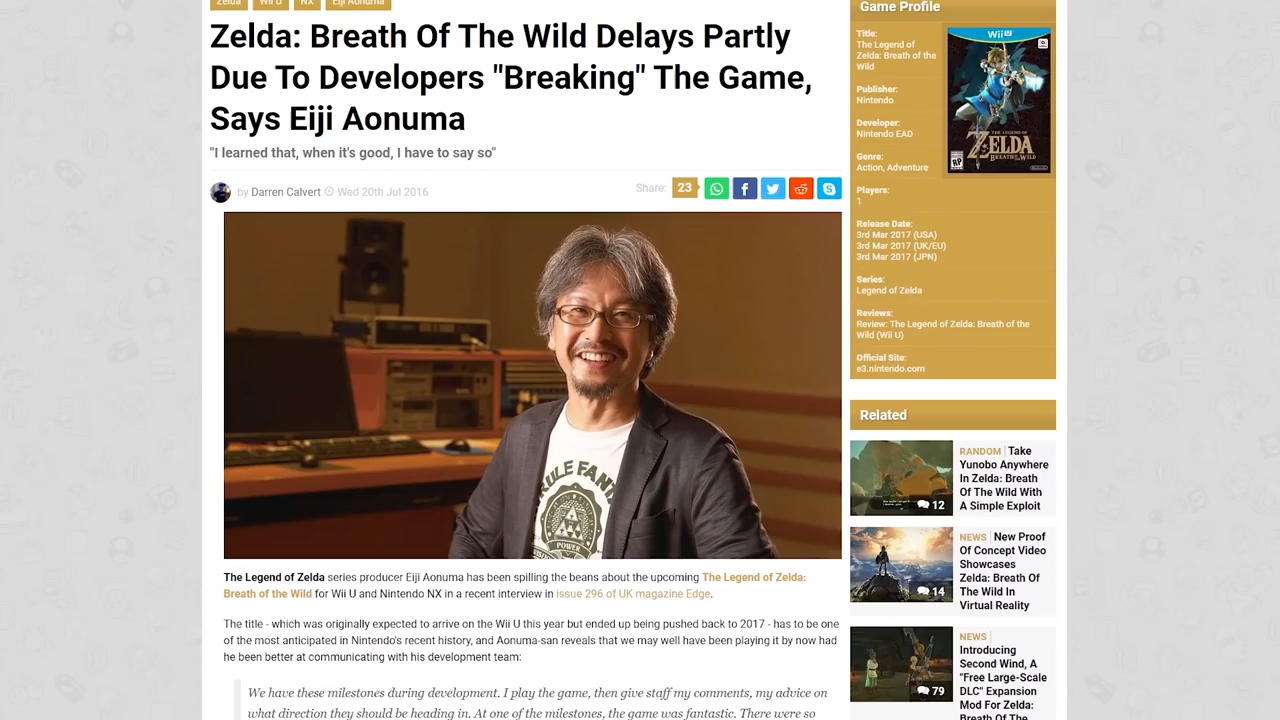 Zelda
Wii U
NX
Eiji Aonuma
Zelda: Breath Of The Wild Delays Partly
Due To Developers "Breaking" The Game,
Says Eiji Aonuma
"I learned that, when it's good, I have to say so"
by Darren Calvert Wed 20th Jul 2016
Share: 23
RULE FAN
POWER
The Legend of Zelda series producer Eiji Aonuma has been spilling the beans about the upcoming The Legend of Zelda:
Breath of the Wild for Wii U and Nintendo NX in a recent interview in issue 296 of UK magazine Edge.
The title - which was originally expected to arrive on the Wii U this year but ended up being pushed back to 2017 - has to be one
of the most anticipated in Nintendo's recent history, and Aonuma-san reveals that we may well have been playing it by now had
he been better at communicating with his development team:
We have these milestones during development. I play the game, then give staff my comments, my advice on
what direction they should be heading in. At one of the milestones, the game was fantastic. There were so
Game Profile
Title:
The Legend of
Zelda: Breath of the
Wild
Publisher:
Nintendo
Developer:
Nintendo EAD
Genre:
Action, Adventure
Players:
1
Release Date:
3rd Mar 2017 (USA)
3rd Mar 2017 (UK/EU)
3rd Mar 2017 (JPN)
Series:
Legend of Zelda
Reviews:
Review: The Legend of Zelda: Breath of the
Wild (Wii U)
Official Site:
e3.nintendo.com
Wii U
THE LEGEND OF
ZELDA
BREATH OF THE WILD
RP
Related
RANDOM Take
Yunobo Anywhere
In Zelda: Breath
Of The Wild With
A Simple Exploit
12
NEWS New Proof
Of Concept Video
Showcases
Zelda: Breath Of
The Wild In
Virtual Reality
14
NEWS
Introducing
Second Wind, A
"Free Large-Scale
DLC" Expansion
Mod For Zelda:
Breath Of The
79